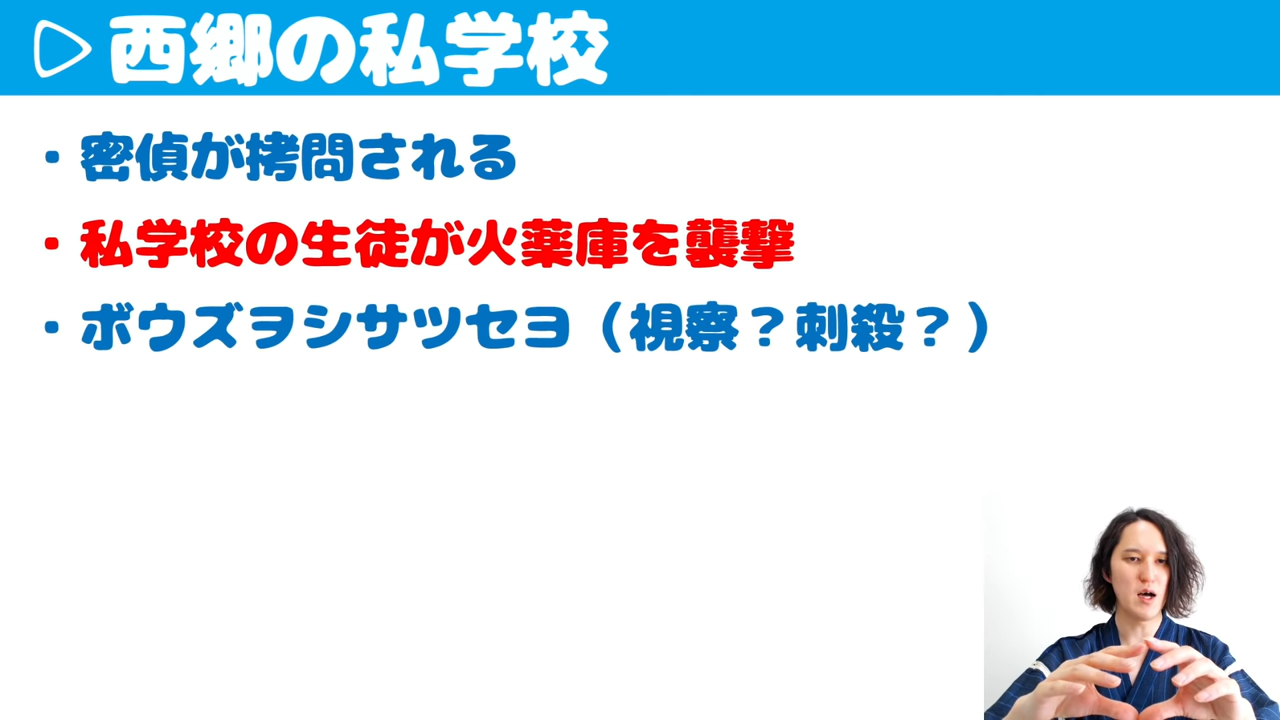 西郷の私学校
・密偵が拷問される
・私学校の生徒が火薬庫を襲撃
・ボウズヲシサツセヨ（視察？刺殺？）